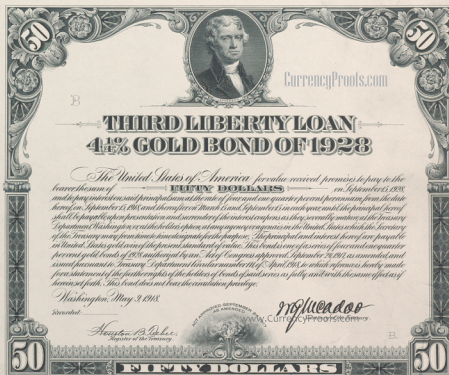 50 50
CurrencyProofs.com
B
THIRD LIBERTY LOAN
4¼% GOLD BOND OF 1928
The United States of America for value received promises to pay to the
bearer the sum of FIFTY DOLLARS on September 15, 1928,
and to pay interest on said principal sum at the rate of four and one quarter percent per annum from the date
hereof on September 15, 1918, and thereafter on March 15 and September 15 in each year, until the principal hereof
shall be payable upon presentation and surrender of the interest coupons as they severally mature at the Treasury
Department, Washington, or at the holder's option, at any agency or agencies in the United States which the Secretary
of the Treasury may from time to time designate for the purpose. The principal and interest hereof are payable
in United States gold coin of the present standard of value. This bond is one of a series of four and one quarter
percent gold bonds of 1928 authorized by an Act of Congress approved September 24, 1917, as amended and
issued pursuant to Treasury Department Circular dated April 1918, to which reference is hereby made
for a statement of the further rights of the holders of bonds of said series as fully and with the same effect as if
herein set forth. This bond does not bear the circulation privilege.
Washington, May 9, 1918.
W G McAdoo
www.CurrencyProofs.com
Houston B. Teehee
Register of the Treasury
B
50 FIFTY DOLLARS 50